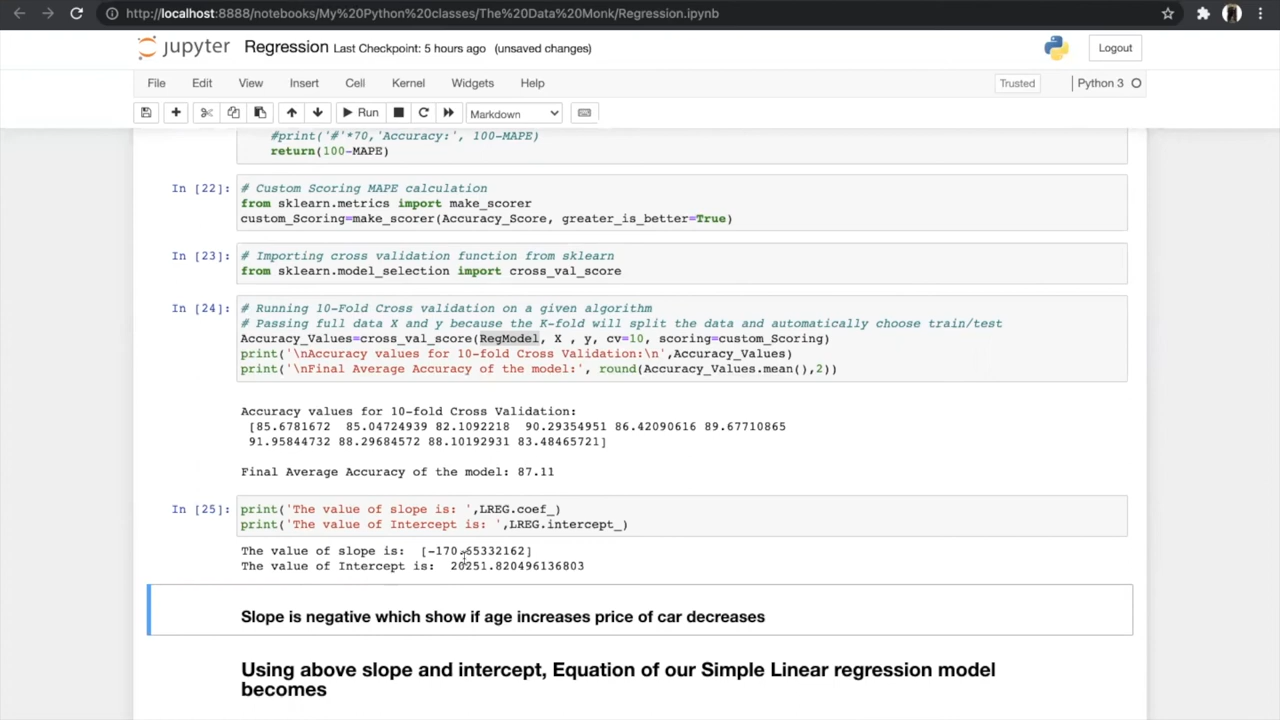 http://localhost:8888/notebooks/My%20Python%20classes/The%20Data%20Monk/Regression.ipynb
jupyter Regression Last Checkpoint: 5 hours ago (unsaved changes)
Logout
File Edit View Insert Cell Kernel Widgets Help
Trusted
Python 3
Run
Markdown
#print('#'*70,'Accuracy:', 100-MAPE)
return(100-MAPE)
In [22]:
# Custom Scoring MAPE calculation
from sklearn.metrics import make_scorer
custom_Scoring=make_scorer(Accuracy_Score, greater_is_better=True)
In [23]:
# Importing cross validation function from sklearn
from sklearn.model_selection import cross_val_score
In [24]:
# Running 10-Fold Cross validation on a given algorithm
# Passing full data X and y because the K-fold will split the data and automatically choose train/test
Accuracy_Values=cross_val_score(RegModel, X , y, cv=10, scoring=custom_Scoring)
print('\nAccuracy values for 10-fold Cross Validation:\n',Accuracy_Values)
print('\nFinal Average Accuracy of the model:', round(Accuracy_Values.mean(),2))
Accuracy values for 10-fold Cross Validation:
[85.6781672 85.04724939 82.1092218 90.29354951 86.42090616 89.67710865
91.95844732 88.29684572 88.10192931 83.48465721]
Final Average Accuracy of the model: 87.11
In [25]:
print('The value of slope is: ',LREG.coef_)
print('The value of Intercept is: ',LREG.intercept_)
The value of slope is: [-170.65332162]
The value of Intercept is: 20251.820496136803
Slope is negative which show if age increases price of car decreases
Using above slope and intercept, Equation of our Simple Linear regression model
becomes